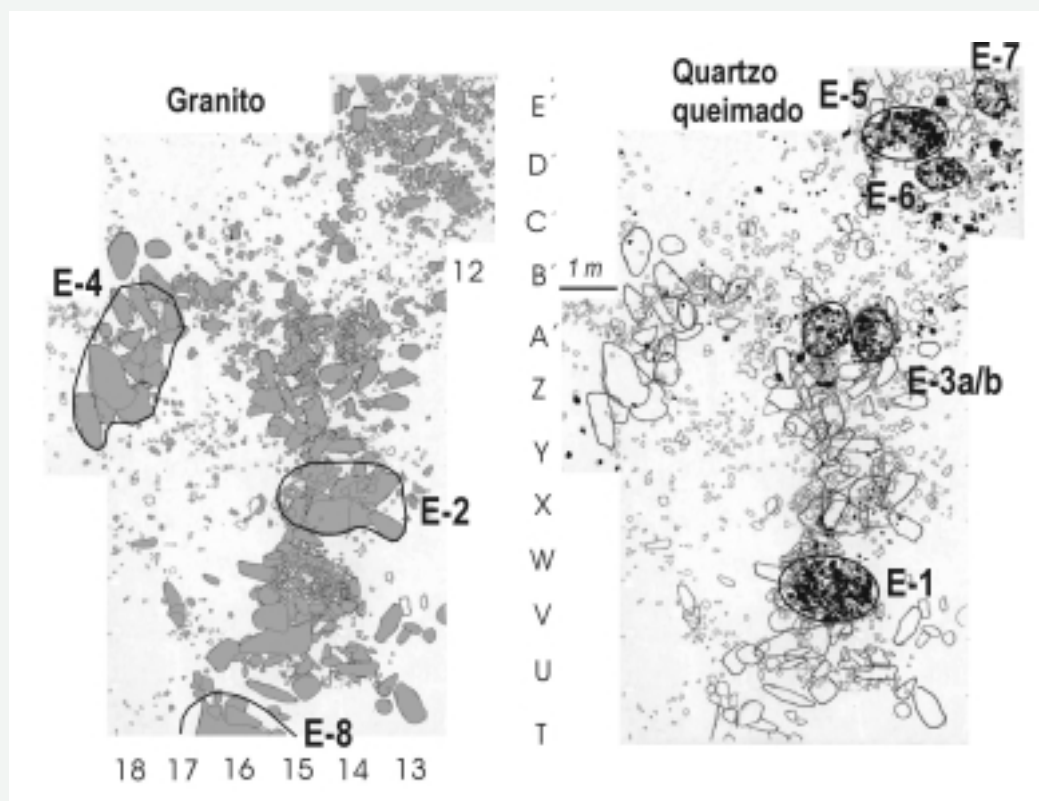 Granito
Quartzo
queimado
E-7
E-5
E´
D´
E-6
C´
12
B´
1 m
E-4
A´
E-3a/b
Z
Y
E-2
X
W
E-1
V
U
E-8
T
18 17 16 15 14 13